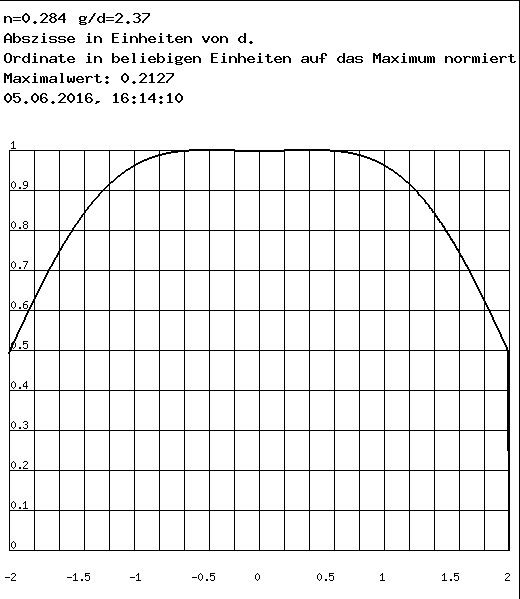 n=0.284 g/d=2.37
Abszisse in Einheiten von d.
Ordinate in beliebigen Einheiten auf das Maximum normiert
Maximalwert: 0.2127
05.06.2016, 16:14:10
1
0.9
0.8
0.7
0.6
0.5
0.4
0.3
0.2
0.1
0
-2 -1.5 -1 -0.5 0 0.5 1 1.5 2